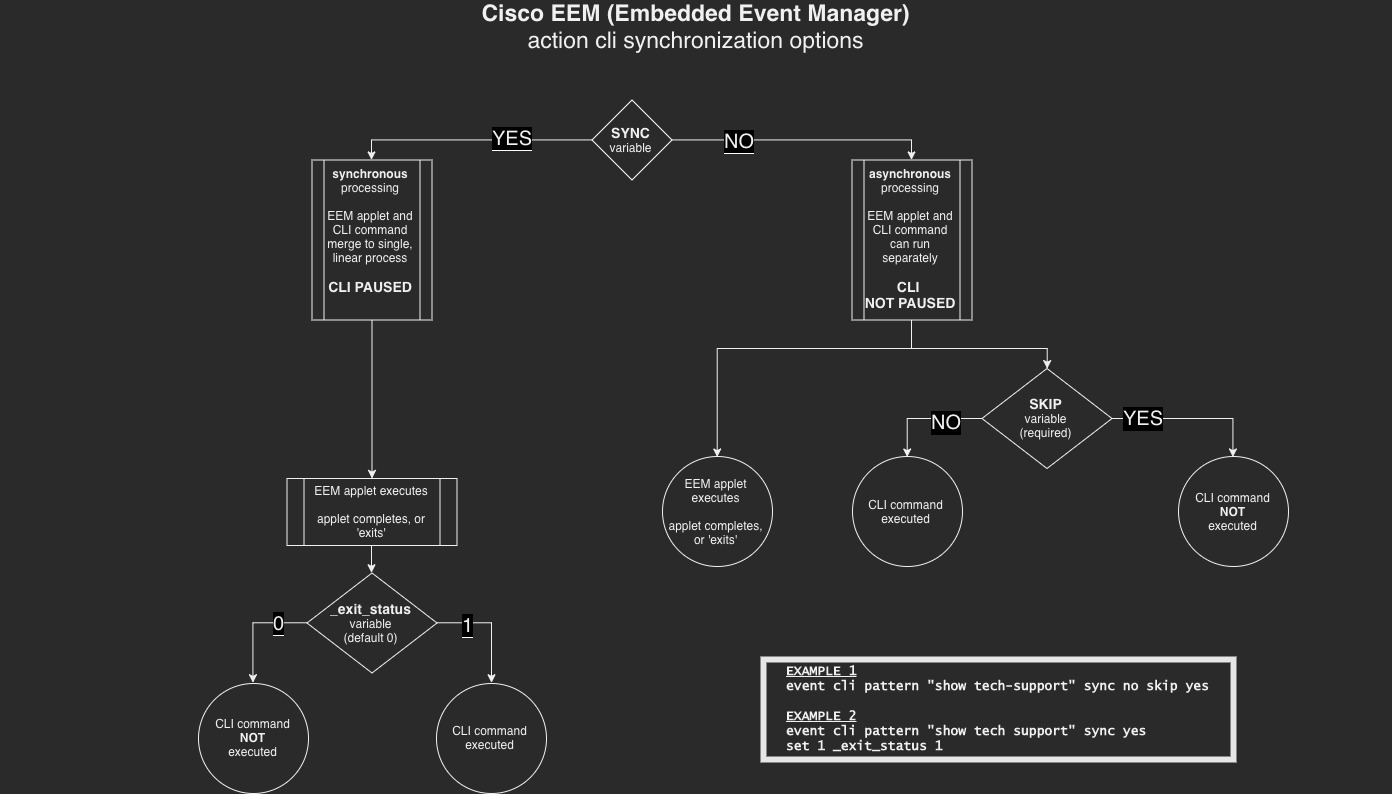 Cisco EEM (Embedded Event Manager)
action cli synchronization options
SYNC
variable
YES
NO
synchronous
processing
EEM applet and
CLI command
merge to single,
linear process
CLI PAUSED
asynchronous
processing
EEM applet and
CLI command
can run
separately
CLI
NOT PAUSED
SKIP
variable
(required)
NO
YES
EEM applet
executes
applet completes,
or 'exits'
CLI command
executed
CLI command
NOT
executed
EEM applet executes
applet completes, or
'exits'
_exit_status
variable
(default 0)
0
1
CLI command
NOT
executed
CLI command
executed
EXAMPLE 1
event cli pattern "show tech-support" sync no skip yes
EXAMPLE 2
event cli pattern "show tech support" sync yes
set 1 _exit_status 1